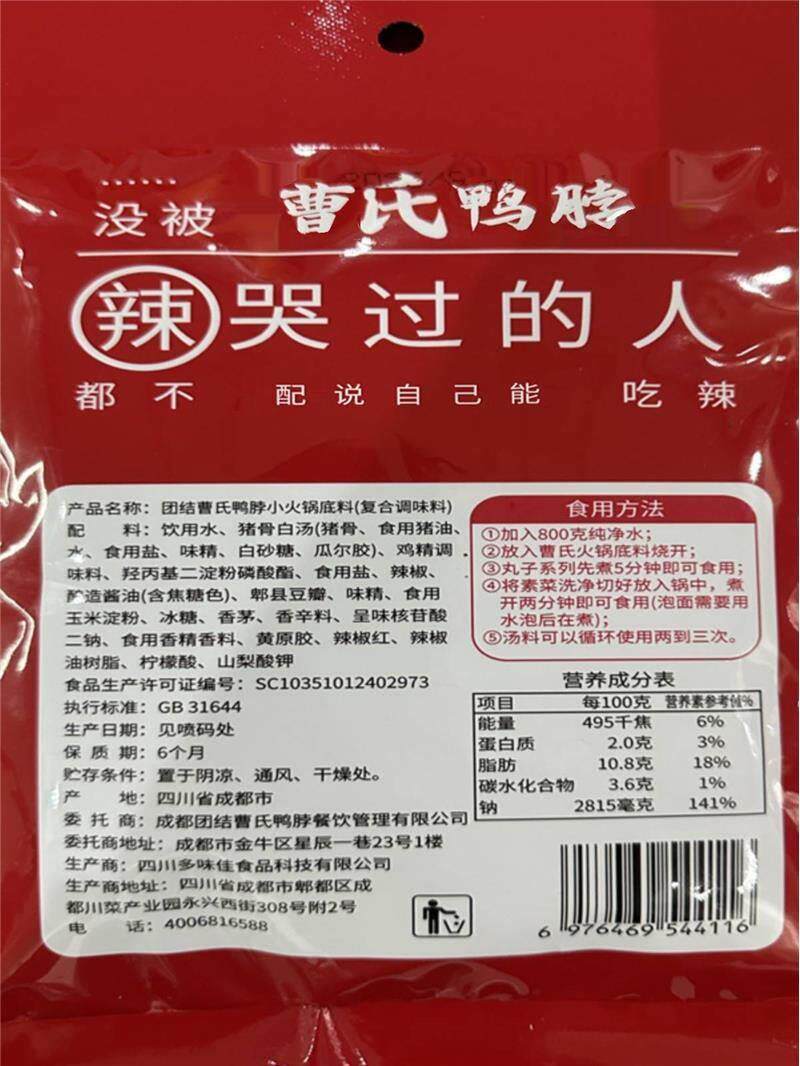 ······
没被 曹氏鸭脖
辣哭过的人
都不 配说自己能 吃辣
产品名称：团结曹氏鸭脖小火锅底料(复合调味料)
配 料：饮用水、猪骨白汤(猪骨、食用猪油、
水、食用盐、味精、白砂糖、瓜尔胶)、鸡精调
味料、羟丙基二淀粉磷酸酯、食用盐、辣椒、
酿造酱油(含焦糖色)、郫县豆瓣、味精、食用
玉米淀粉、冰糖、香茅、香辛料、呈味核苷酸
二钠、食用香精香料、黄原胶、辣椒红、辣椒
油树脂、柠檬酸、山梨酸钾
食品生产许可证编号：SC10351012402973
执行标准：GB 31644
生产日期：见喷码处
保 质 期：6个月
贮存条件：置于阴凉、通风、干燥处。
产 地：四川省成都市
委 托 商：成都团结曹氏鸭脖餐饮管理有限公司
委托商地址：成都市金牛区星辰一巷23号1楼
生产商：四川多味佳食品科技有限公司
生产商地址：四川省成都市郫都区成
都川菜产业园永兴西街308号附2号
电 话：4006816588
食用方法
①加入800克纯净水；
②放入曹氏火锅底料烧开；
③丸子系列先煮5分钟即可食用；
④将素菜洗净切好放入锅中，煮
开两分钟即可食用(泡面需要用
水泡后在煮)；
⑤汤料可以循环使用两到三次。
营养成分表
项目 每100克 营养素参考值%
能量 495千焦 6%
蛋白质 2.0克 3%
脂肪 10.8克 18%
碳水化合物 3.6克 1%
钠 2815毫克 141%
6 976469 544116